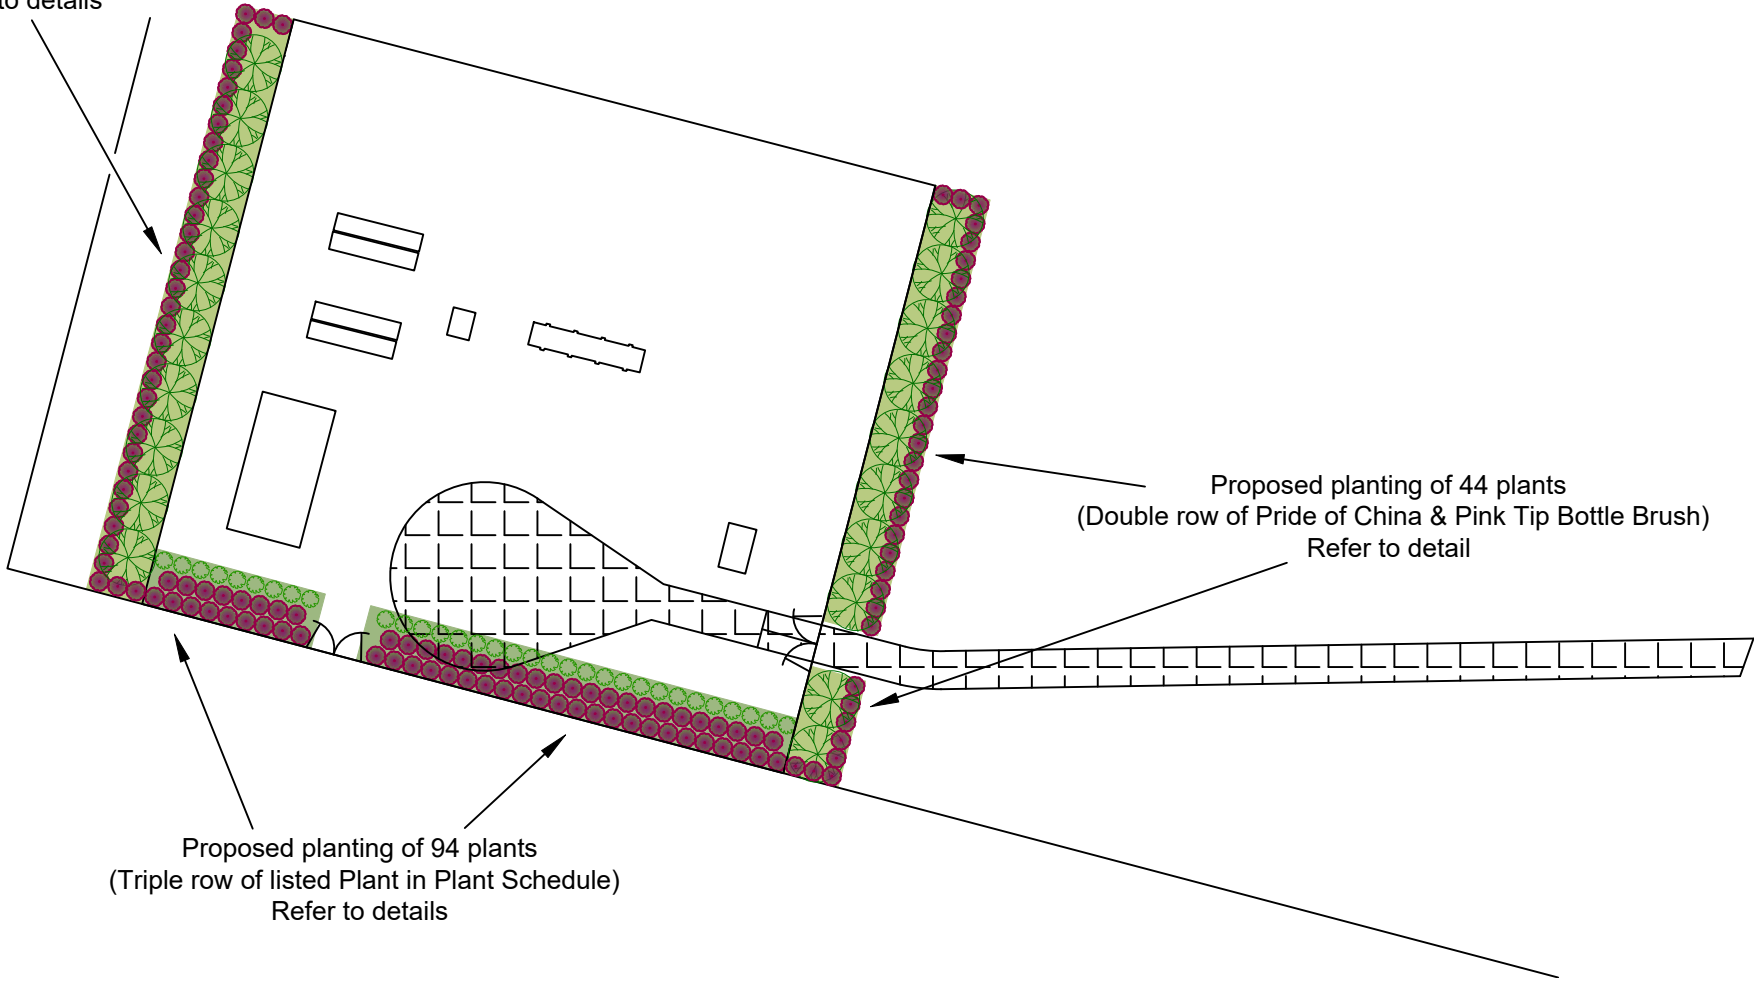 to details
Proposed planting of 44 plants
(Double row of Pride of China & Pink Tip Bottle Brush)
Refer to detail
Proposed planting of 94 plants
(Triple row of listed Plant in Plant Schedule)
Refer to details